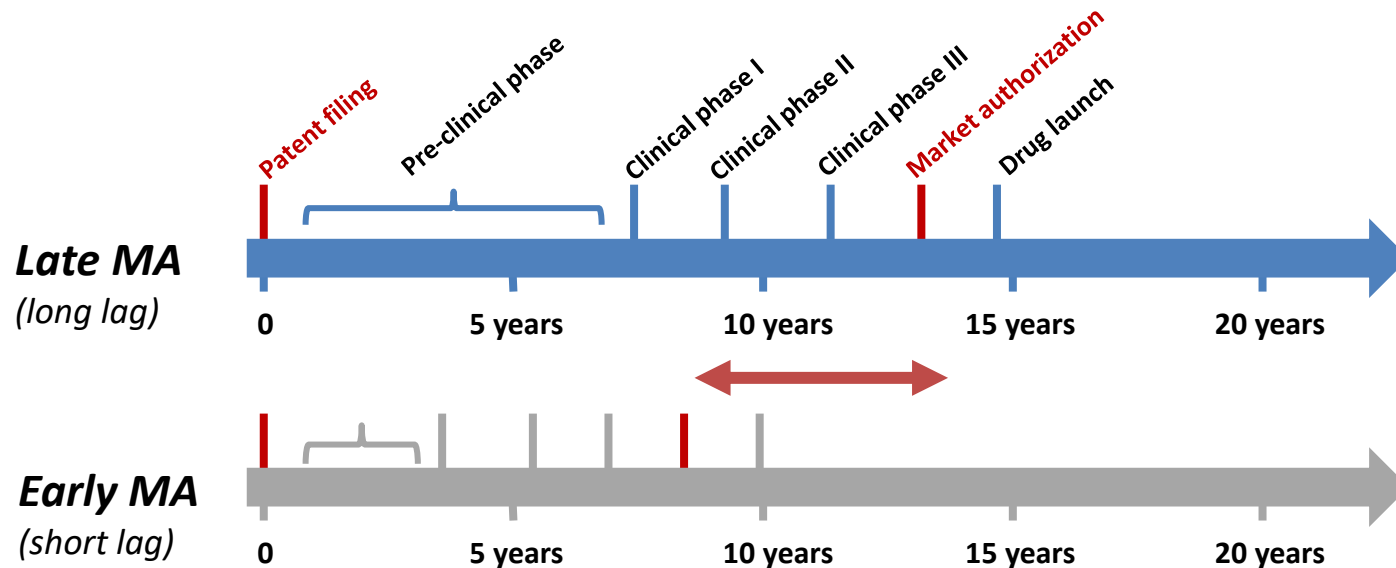 Patent filing
Pre-clinical phase
Clinical phase I
Clinical phase II
Clinical phase III
Market authorization
Drug launch
Late MA
(long lag)
0
5 years
10 years
15 years
20 years
Early MA
(short lag)
0
5 years
10 years
15 years
20 years